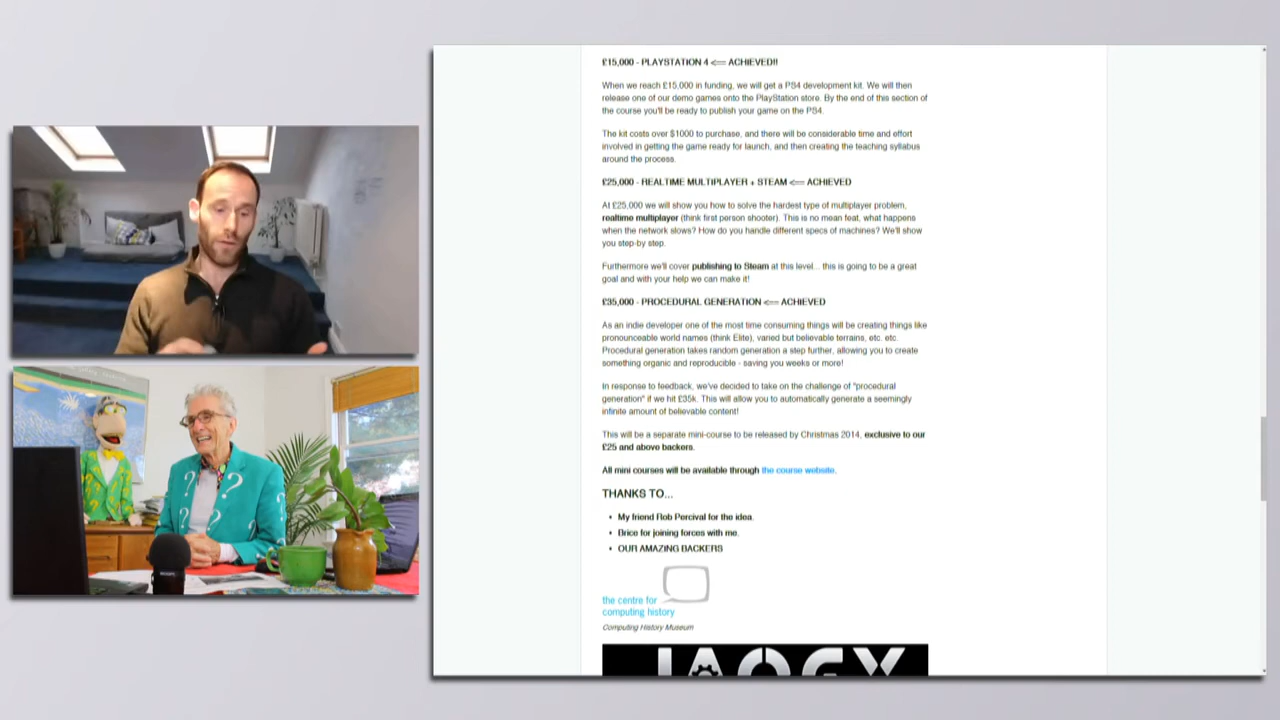 £15,000 - PLAYSTATION 4 <== ACHIEVED!!
When we reach £15,000 in funding, we will get a PS4 development kit. We will then
release one of our demo games onto the PlayStation store. By the end of this section of
the course you'll be ready to publish your game on the PS4.
The kit costs over $1000 to purchase, and there will be considerable time and effort
involved in getting the game ready for launch, and then creating the teaching syllabus
around the process.
£25,000 - REALTIME MULTIPLAYER + STEAM <== ACHIEVED
At £25,000 we will show you how to solve the hardest type of multiplayer problem,
realtime multiplayer (think first person shooter). This is no mean feat, what happens
when the network slows? How do you handle different specs of machines? We'll show
you step-by step.
Furthermore we'll cover publishing to Steam at this level... this is going to be a great
goal and with your help we can make it!
£35,000 - PROCEDURAL GENERATION <== ACHIEVED
As an indie developer one of the most time consuming things will be creating things like
pronounceable world names (think Elite), varied but believable terrains, etc. etc.
Procedural generation takes random generation a step further, allowing you to create
something organic and reproducible - saving you weeks or more!
In response to feedback, we've decided to take on the challenge of "procedural
generation" if we hit £35k. This will allow you to automatically generate a seemingly
infinite amount of believable content!
This will be a separate mini-course to be released by Christmas 2014, exclusive to our
£25 and above backers.
All mini courses will be available through the course website.
THANKS TO...
• My friend Rob Percival for the idea.
• Brice for joining forces with me.
• OUR AMAZING BACKERS
the centre for
computing history
Computing History Museum
JAGEX